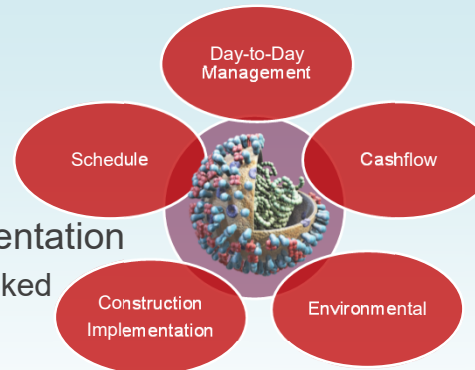 Day-to-Day
Management
Schedule
Cashflow
entation
ked
Construction
Implementation
Environmental